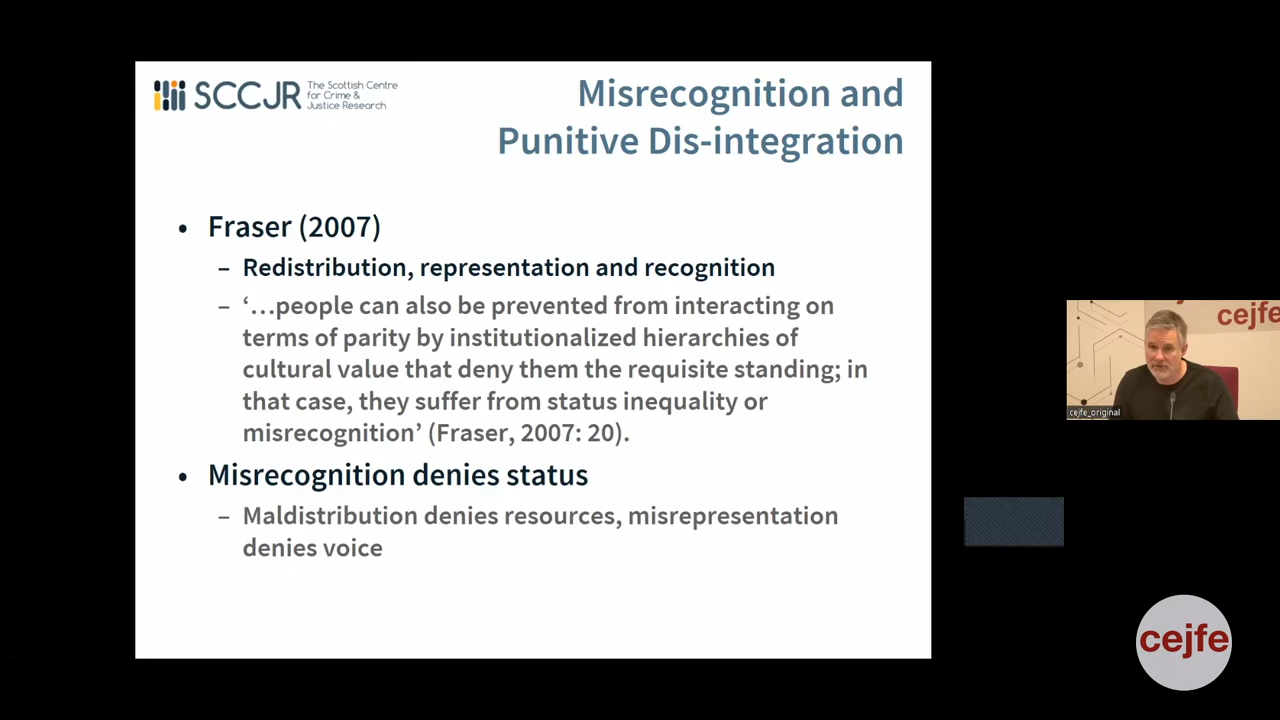 SCCJR
The Scottish Centre
for Crime &
Justice Research
Misrecognition and
Punitive Dis-integration
• Fraser (2007)
– Redistribution, representation and recognition
– ‘…people can also be prevented from interacting on
terms of parity by institutionalized hierarchies of
cultural value that deny them the requisite standing; in
that case, they suffer from status inequality or
misrecognition’ (Fraser, 2007: 20).
• Misrecognition denies status
– Maldistribution denies resources, misrepresentation
denies voice
cejfe
cejfe_original
cejfe